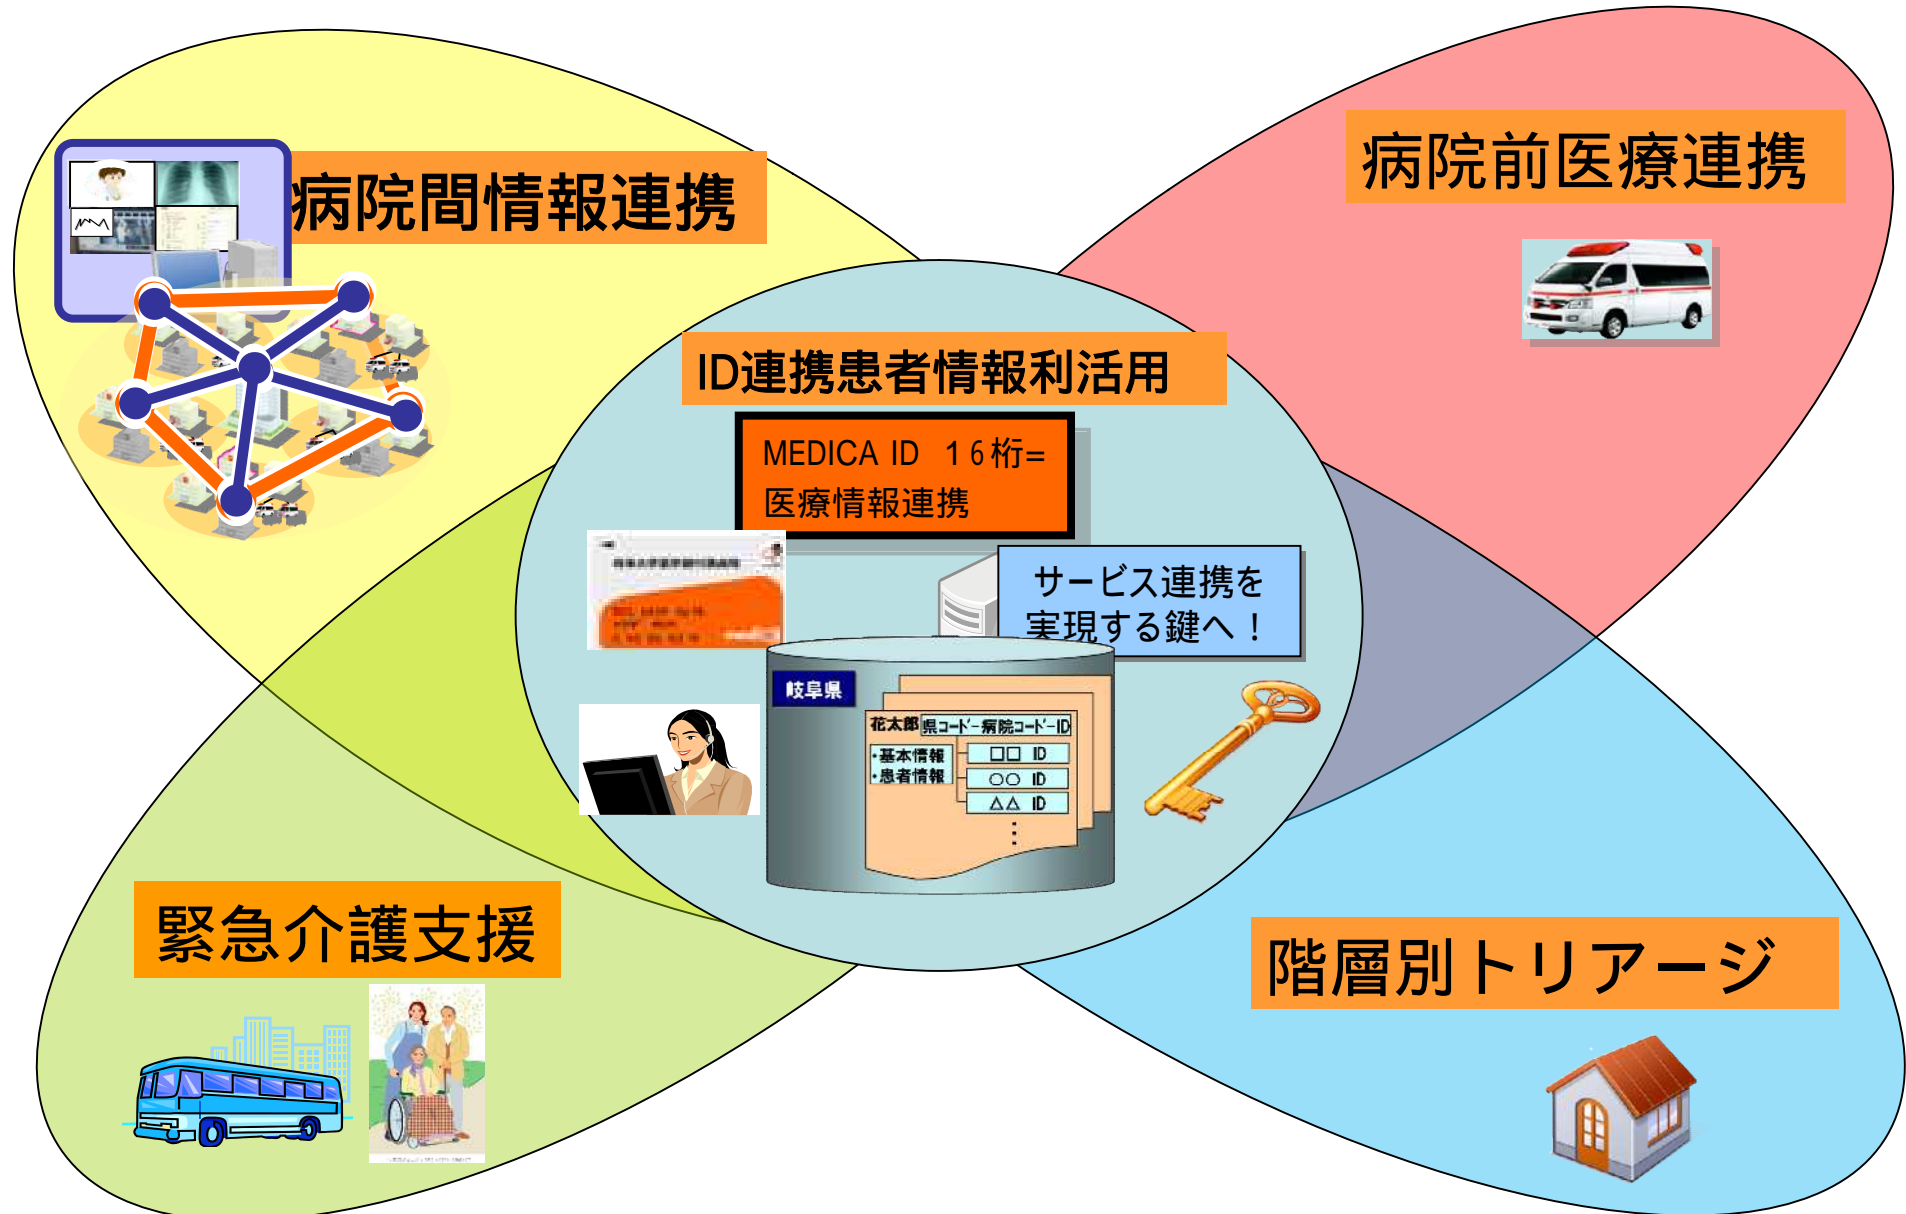 病院間情報連携
病院前医療連携
ID連携患者情報利活用
MEDICA ID 16桁=
医療情報連携
サービス連携を
実現する鍵へ！
岐阜県
花太郎 県コード-病院コード-ID
・基本情報
・患者情報
□□ ID
○○ ID
△△ ID
緊急介護支援
階層別トリアージ